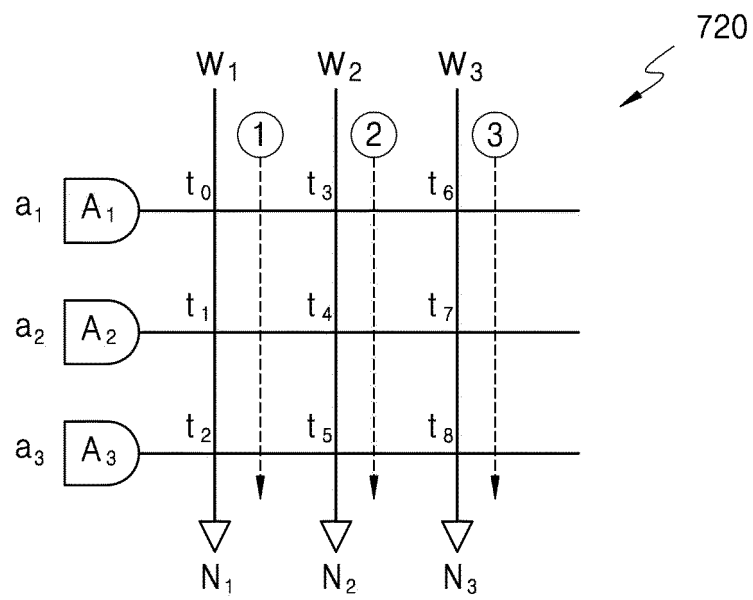 720
W₁ W₂ W₃
1 2 3
t₀ t₃ t₆
a₁ A₁
t₁ t₄ t₇
a₂ A₂
t₂ t₅ t₈
a₃ A₃
N₁ N₂ N₃